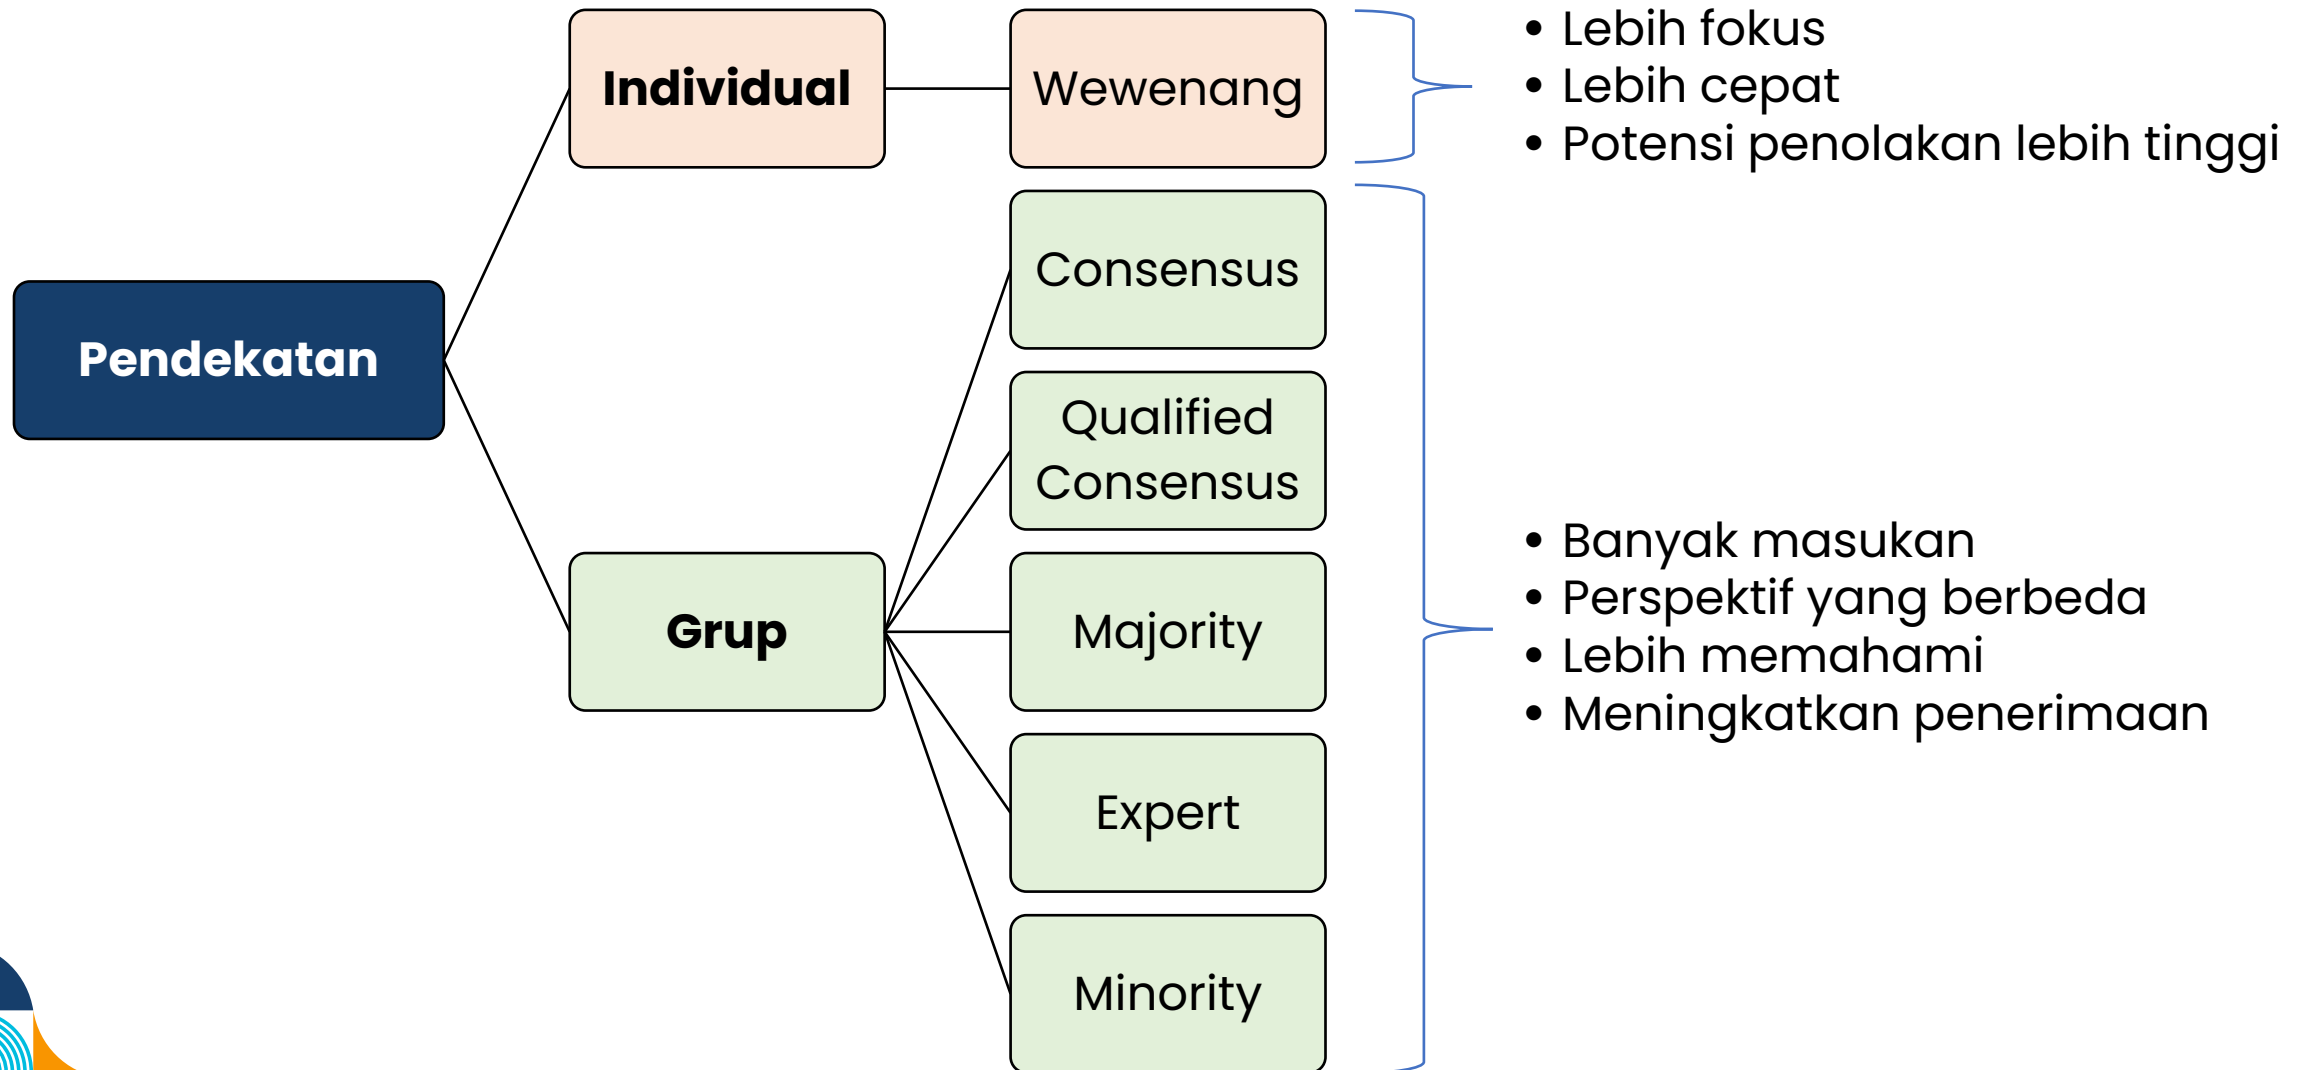 Pendekatan
Individual
Wewenang
• Lebih fokus
• Lebih cepat
• Potensi penolakan lebih tinggi
Grup
Consensus
Qualified
Consensus
Majority
Expert
Minority
• Banyak masukan
• Perspektif yang berbeda
• Lebih memahami
• Meningkatkan penerimaan